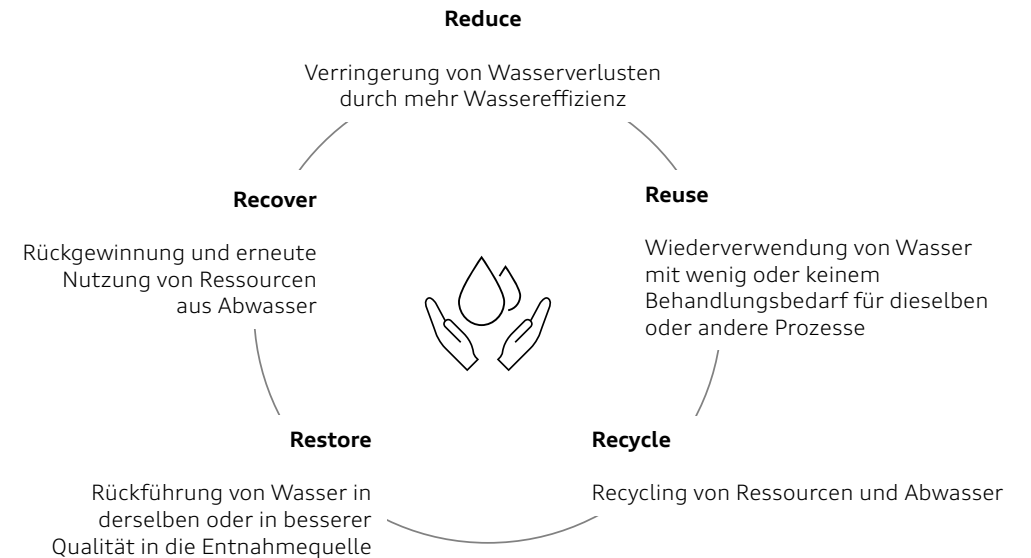 Reduce
Verringerung von Wasserverlusten
durch mehr Wassereffizienz
Reuse
Wiederverwendung von Wasser
mit wenig oder keinem
Behandlungsbedarf für dieselben
oder andere Prozesse
Recycle
Recycling von Ressourcen und Abwasser
Restore
Rückführung von Wasser in
derselben oder in besserer
Qualität in die Entnahmequelle
Recover
Rückgewinnung und erneute
Nutzung von Ressourcen
aus Abwasser